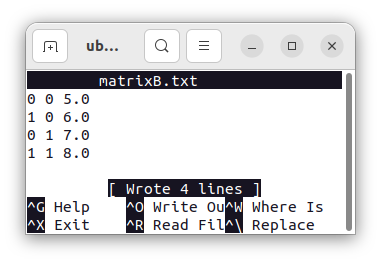 ub...
matrixB.txt
0 0 5.0
1 0 6.0
0 1 7.0
1 1 8.0
[ Wrote 4 lines ]
^G Help ^O Write Ou^W Where Is
^X Exit ^R Read Fil^\ Replace